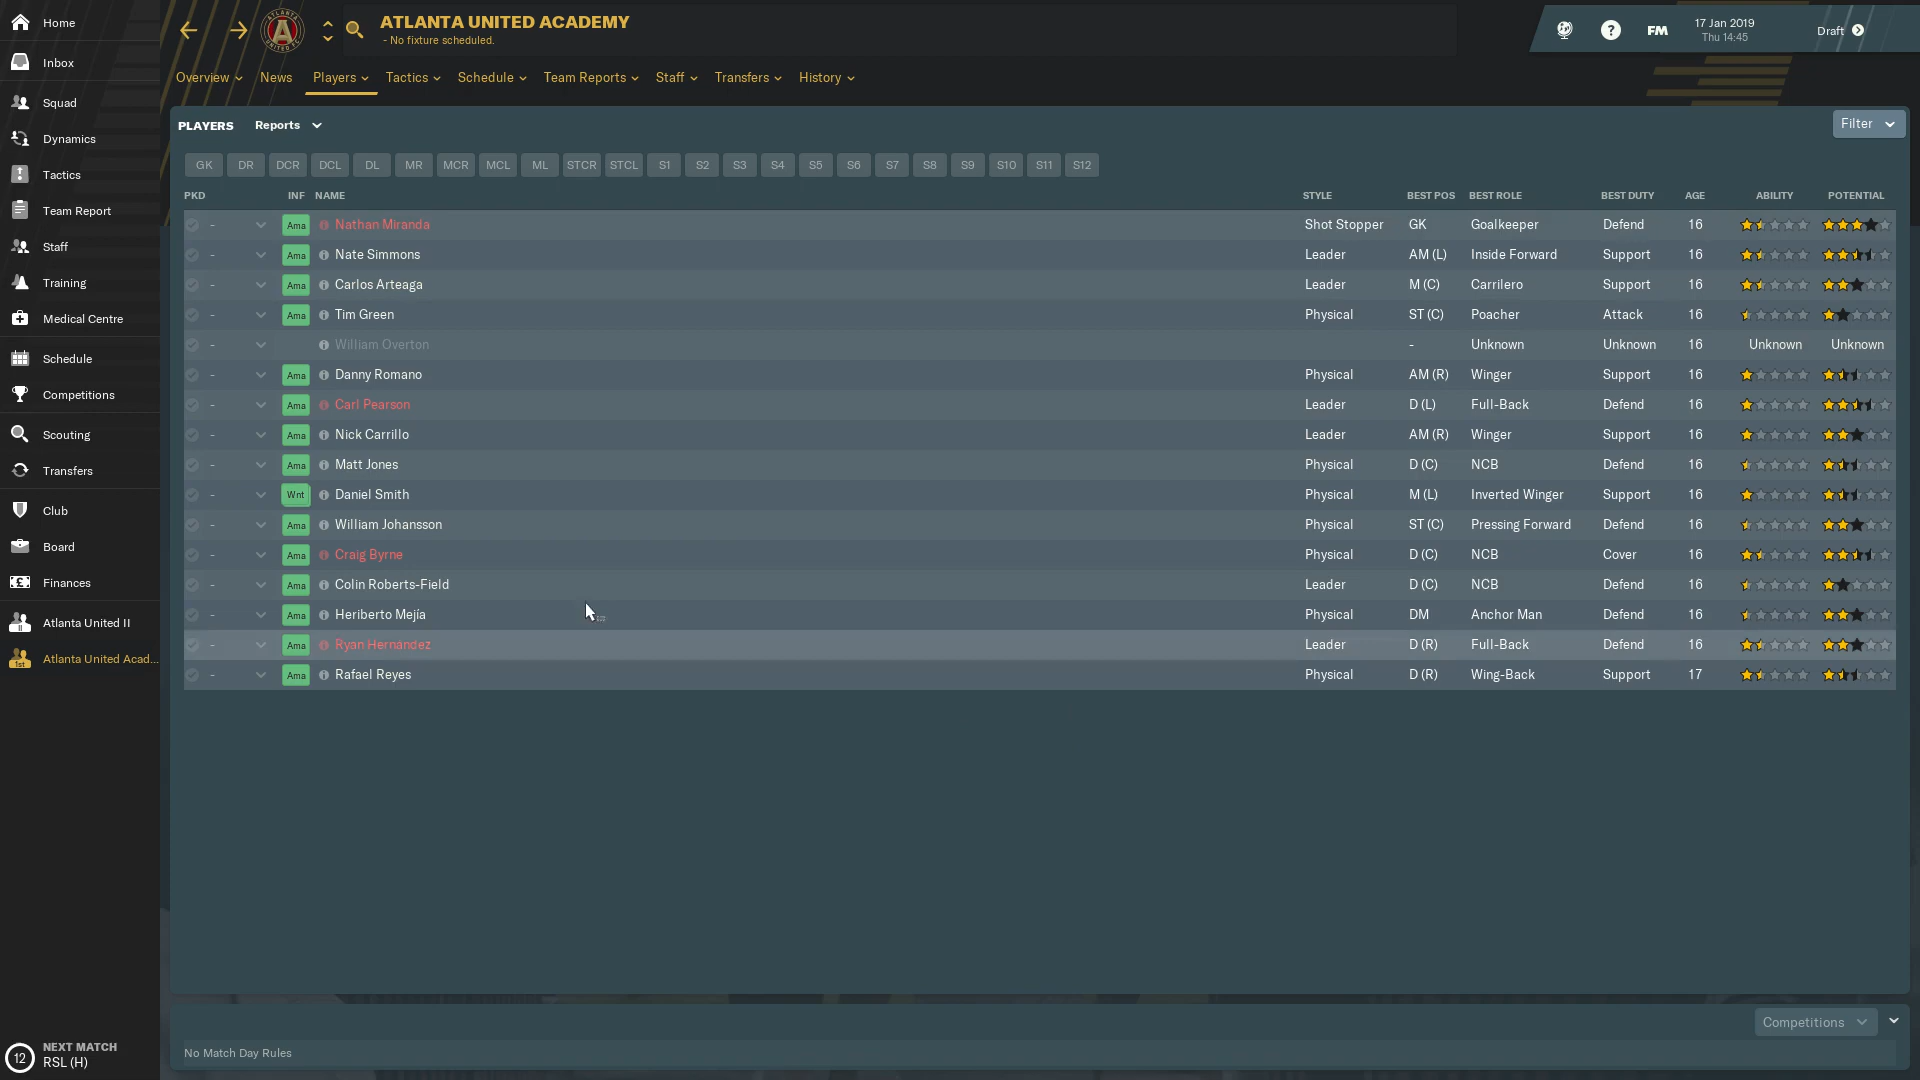 Home
Inbox
Squad
Dynamics
Tactics
Team Report
Staff
Training
Medical Centre
Schedule
Competitions
Scouting
Transfers
Club
Board
Finances
Atlanta United II
1st Atlanta United Acad...
12 NEXT MATCH
RSL (H)
ATLANTA UNITED ACADEMY
- No fixture scheduled.
FM
17 Jan 2019
Thu 14:45
Draft
Overview News Players Tactics Schedule Team Reports Staff Transfers History
PLAYERS Reports Filter
GK DR DCR DCL DL MR MCR MCL ML STCR STCL S1 S2 S3 S4 S5 S6 S7 S8 S9 S10 S11 S12
PKD INF NAME STYLE BEST POS BEST ROLE BEST DUTY AGE ABILITY POTENTIAL
- Ama Nathan Miranda Shot Stopper GK Goalkeeper Defend 16
- Ama Nate Simmons Leader AM (L) Inside Forward Support 16
- Ama Carlos Arteaga Leader M (C) Carrilero Support 16
- Ama Tim Green Physical ST (C) Poacher Attack 16
- William Overton - Unknown Unknown 16 Unknown Unknown
- Ama Danny Romano Physical AM (R) Winger Support 16
- Ama Carl Pearson Leader D (L) Full-Back Defend 16
- Ama Nick Carrillo Leader AM (R) Winger Support 16
- Ama Matt Jones Physical D (C) NCB Defend 16
- Wnt Daniel Smith Physical M (L) Inverted Winger Support 16
- Ama William Johansson Physical ST (C) Pressing Forward Defend 16
- Ama Craig Byrne Physical D (C) NCB Cover 16
- Ama Colin Roberts-Field Leader D (C) NCB Defend 16
- Ama Heriberto Mejía Physical DM Anchor Man Defend 16
- Ama Ryan Hernández Leader D (R) Full-Back Defend 16
- Ama Rafael Reyes Physical D (R) Wing-Back Support 17
Competitions
No Match Day Rules